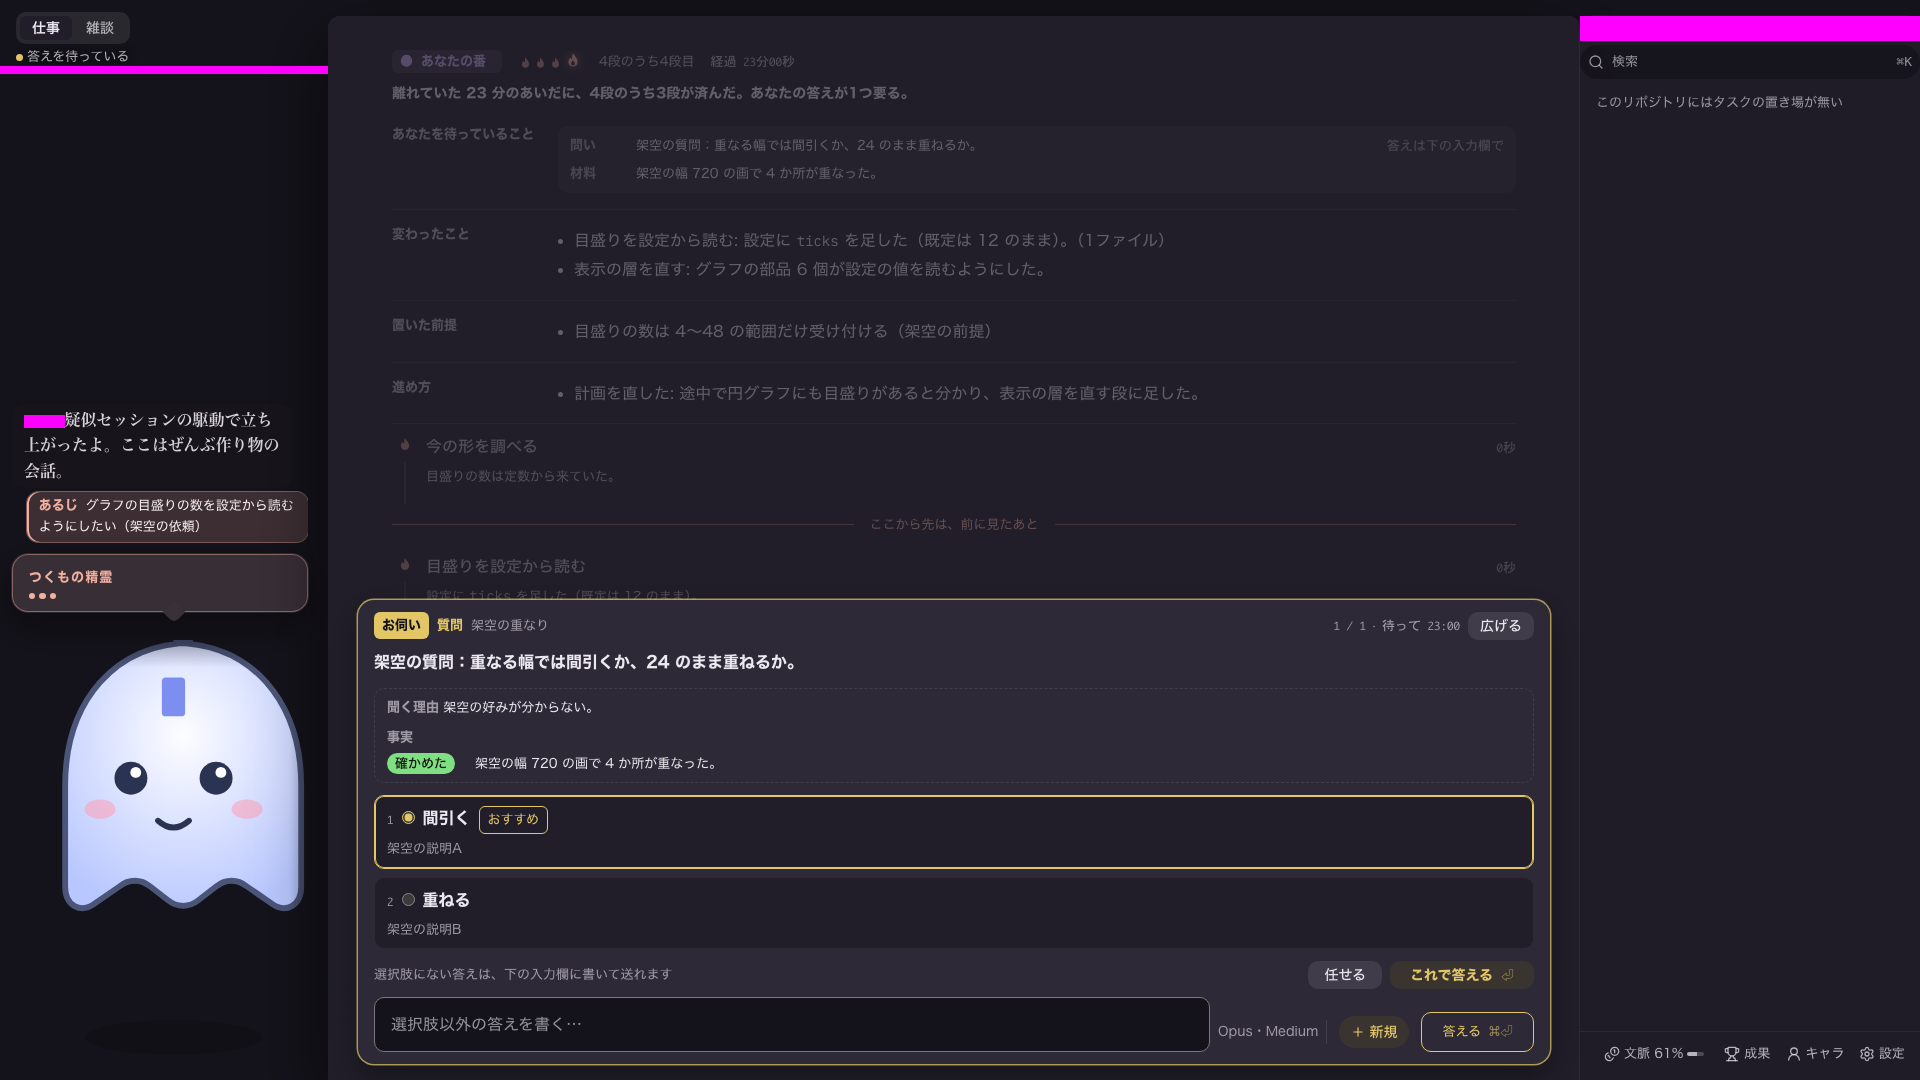 仕事 雑談
答えを待っている
疑似セッションの駆動で立ち
上がったよ。ここはぜんぶ作り物の
会話。
あるじ グラフの目盛りの数を設定から読む
ようにしたい（架空の依頼）
つくもの精霊
あなたの番 4段のうち4段目 経過 23分00秒
離れていた 23 分のあいだに、4段のうち3段が済んだ。あなたの答えが1つ要る。
あなたを待っていること
問い 架空の質問：重なる幅では間引くか、24 のまま重ねるか。 答えは下の入力欄で
材料 架空の幅 720 の画で 4 か所が重なった。
変わったこと
• 目盛りを設定から読む: 設定に ticks を足した（既定は 12 のまま）。（1ファイル）
• 表示の層を直す: グラフの部品 6 個が設定の値を読むようにした。
置いた前提
• 目盛りの数は 4〜48 の範囲だけ受け付ける（架空の前提）
進め方
• 計画を直した: 途中で円グラフにも目盛りがあると分かり、表示の層を直す段に足した。
今の形を調べる 0秒
目盛りの数は定数から来ていた。
ここから先は、前に見たあと
目盛りを設定から読む 0秒
設定に ticks を足した（既定は 12 のまま）。
お伺い 質問 架空の重なり 1 / 1 · 待って 23:00 広げる
架空の質問：重なる幅では間引くか、24 のまま重ねるか。
聞く理由 架空の好みが分からない。
事実
確かめた 架空の幅 720 の画で 4 か所が重なった。
1 間引く おすすめ
架空の説明A
2 重ねる
架空の説明B
選択肢にない答えは、下の入力欄に書いて送れます 任せる これで答える ⏎
選択肢以外の答えを書く… Opus・Medium ＋ 新規 答える ⌘⏎
検索 ⌘K
このリポジトリにはタスクの置き場が無い
文脈 61% 成果 キャラ 設定